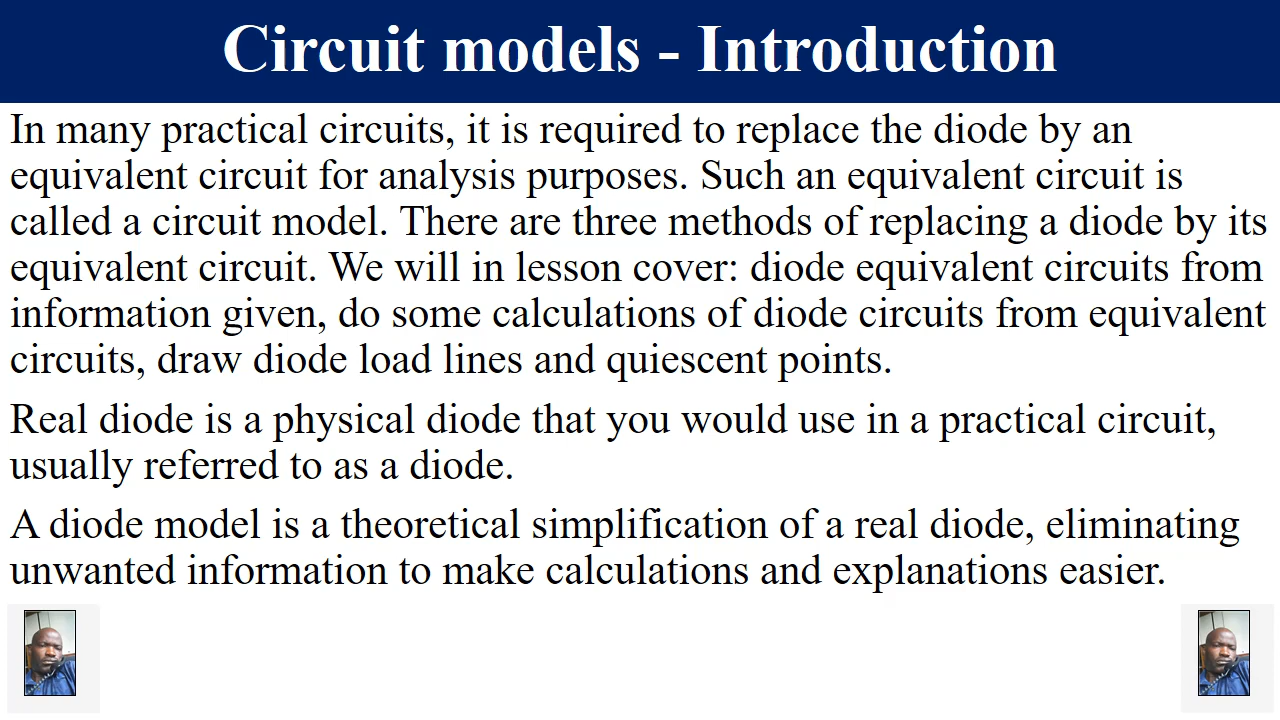 Circuit models - Introduction
In many practical circuits, it is required to replace the diode by an
equivalent circuit for analysis purposes. Such an equivalent circuit is
called a circuit model. There are three methods of replacing a diode by its
equivalent circuit. We will in lesson cover: diode equivalent circuits from
information given, do some calculations of diode circuits from equivalent
circuits, draw diode load lines and quiescent points.
Real diode is a physical diode that you would use in a practical circuit,
usually referred to as a diode.
A diode model is a theoretical simplification of a real diode, eliminating
unwanted information to make calculations and explanations easier.